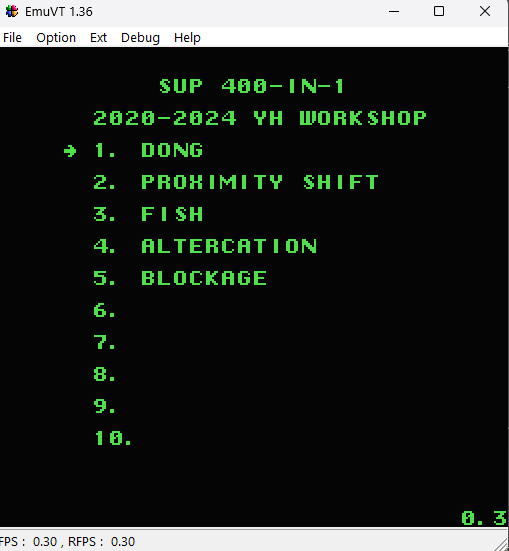 EmuVT 1.36
File Option Ext Debug Help
SUP 400-IN-1
2020-2024 YH WORKSHOP
1. DONG
2. PROXIMITY SHIFT
3. FISH
4. ALTERCATION
5. BLOCKAGE
6.
7.
8.
9.
10.
0.3
FPS : 0.30 , RFPS : 0.30